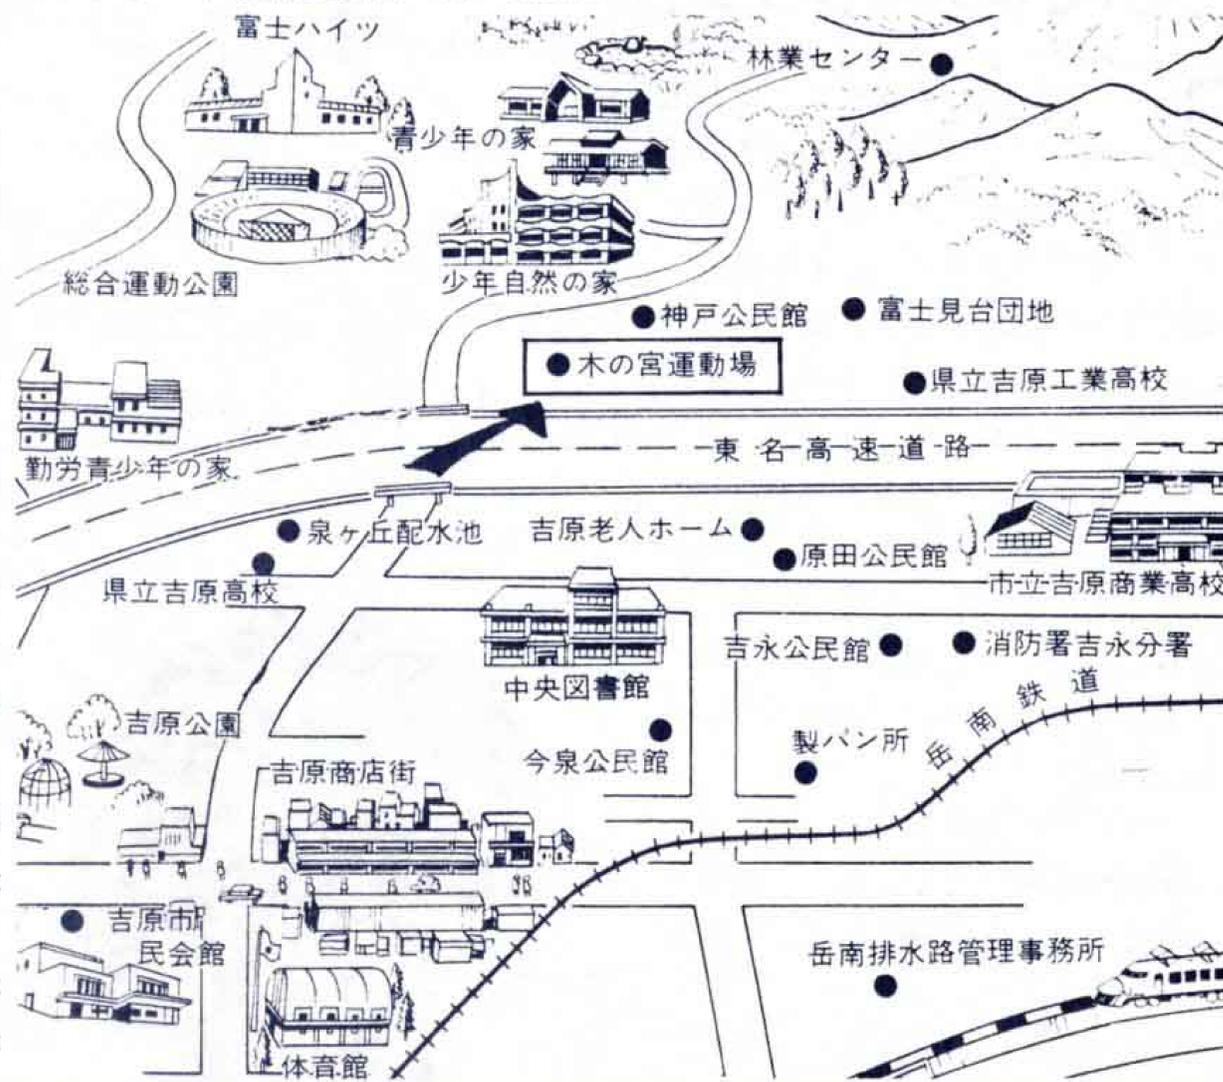 富士ハイツ
林業センター
青少年の家
総合運動公園
少年自然の家
神戸公民館
富士見台団地
木の宮運動場
県立吉原工業高校
東名高速道路
勤労青少年の家
泉ヶ丘配水池
吉原老人ホーム
原田公民館
県立吉原高校
市立吉原商業高校
吉永公民館
消防署吉永分署
中央図書館
岳南鉄道
吉原公園
今泉公民館
製パン所
吉原商店街
吉原市
民会館
岳南排水路管理事務所
体育館